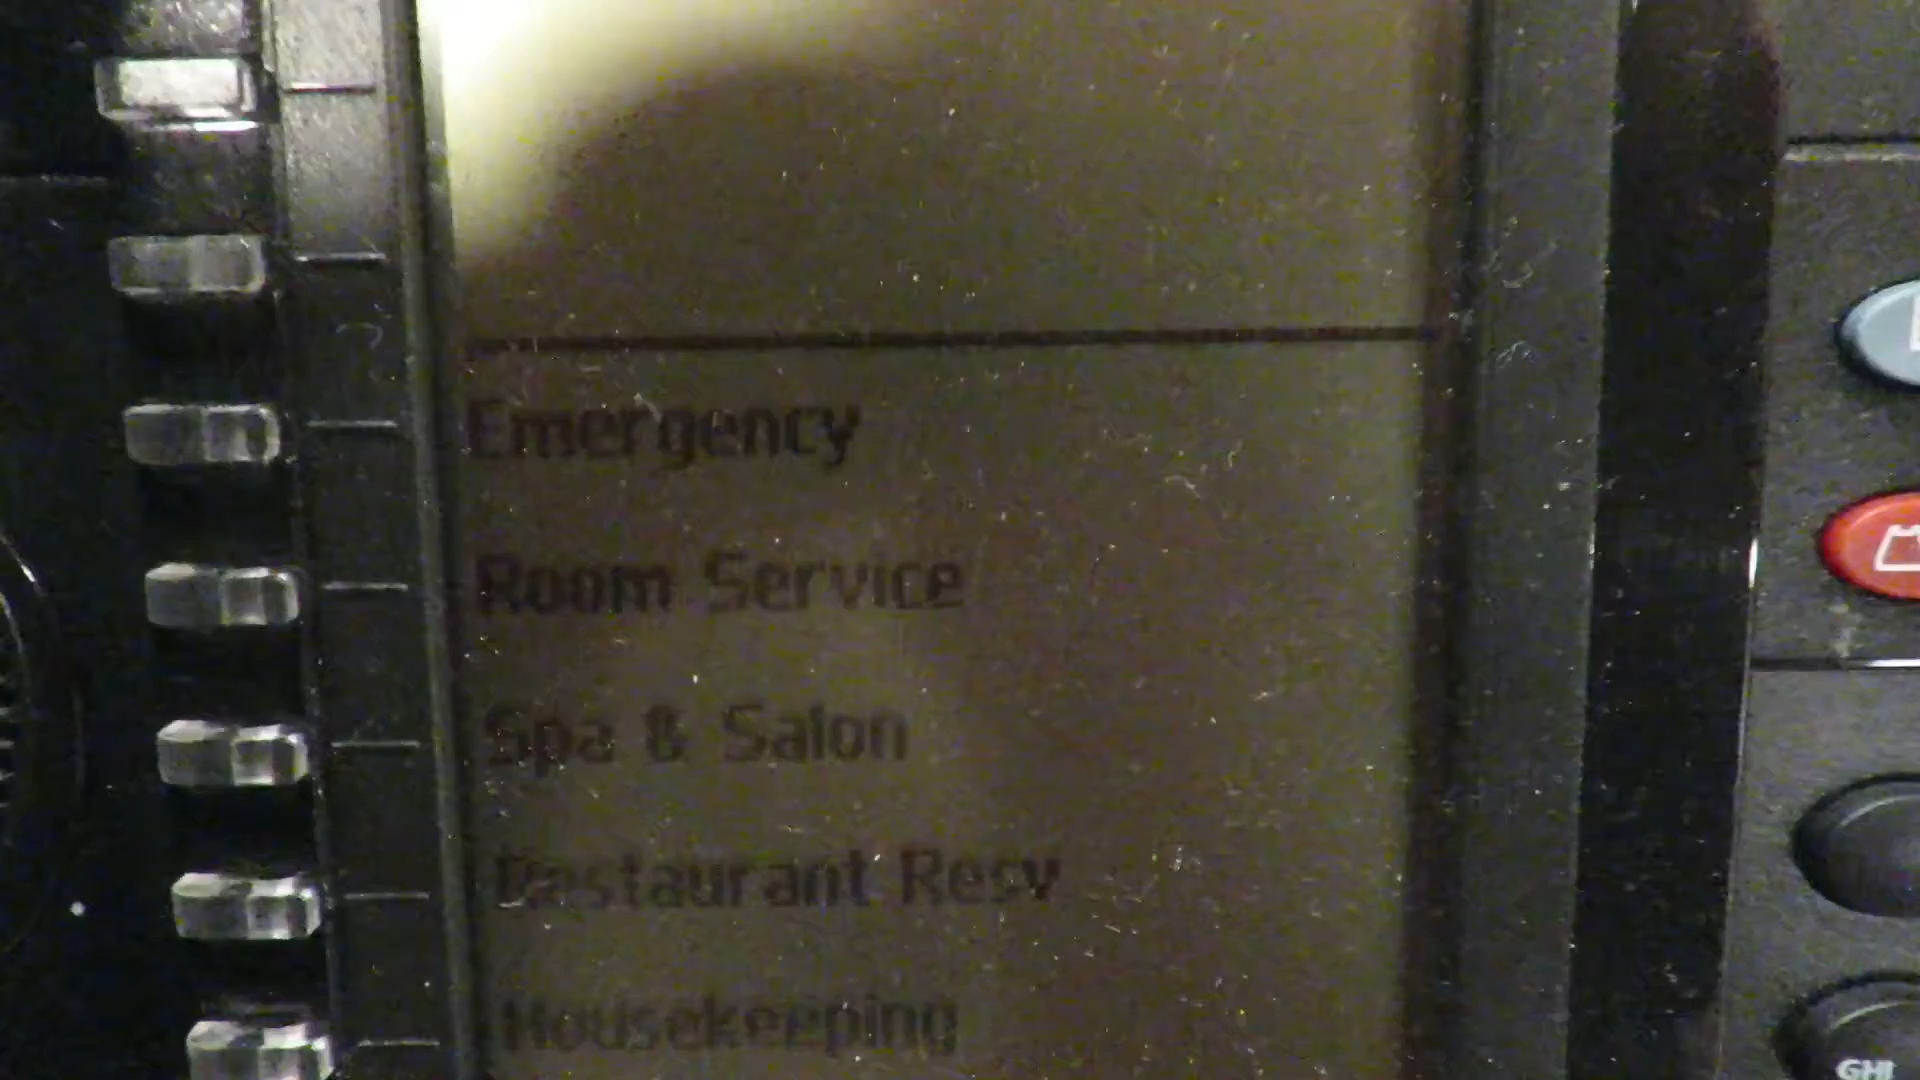 Emergency
Room Service
Spa & Salon
Restaurant Resv
Housekeeping
GHI